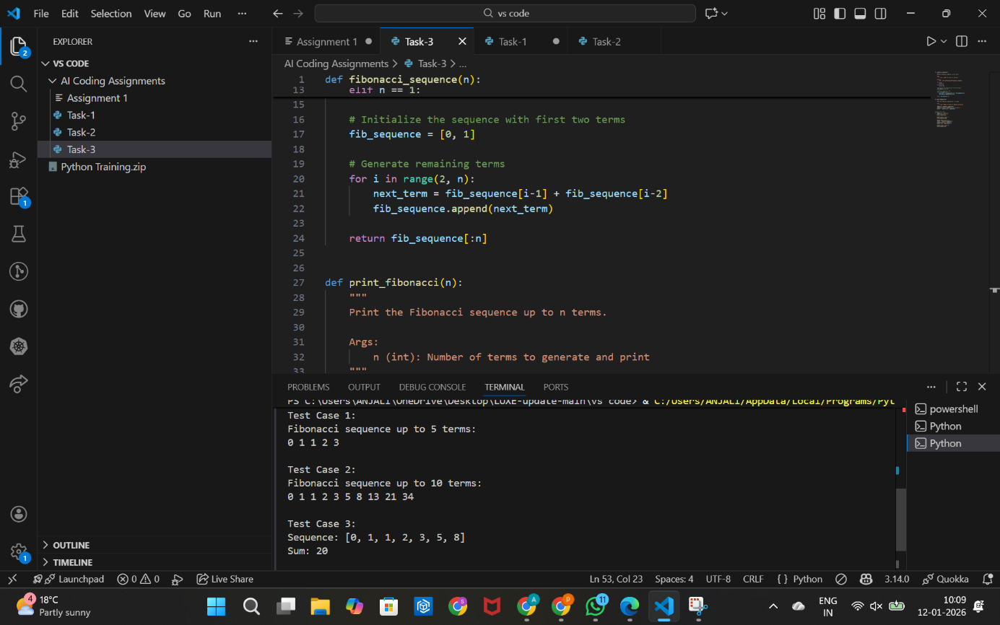 File Edit Selection View Go Run ···
vs code
EXPLORER ···
VS CODE
AI Coding Assignments
Assignment 1
Task-1
Task-2
Task-3
Python Training.zip
OUTLINE
TIMELINE
2
1
1
Assignment 1 Task-3 Task-1 Task-2
AI Coding Assignments > Task-3 > ...
1 def fibonacci_sequence(n):
13 elif n == 1:
15
16 # Initialize the sequence with first two terms
17 fib_sequence = [0, 1]
18
19 # Generate remaining terms
20 for i in range(2, n):
21 next_term = fib_sequence[i-1] + fib_sequence[i-2]
22 fib_sequence.append(next_term)
23
24 return fib_sequence[:n]
25
26
27 def print_fibonacci(n):
28 """
29 Print the Fibonacci sequence up to n terms.
30
31 Args:
32 n (int): Number of terms to generate and print
33 """
PROBLEMS OUTPUT DEBUG CONSOLE TERMINAL PORTS
PS C:\Users\ANJALI\OneDrive\Desktop\LUXE-update-main\vs code> & C:/Users/ANJALI/AppData/Local/Programs/Pyt
Test Case 1:
Fibonacci sequence up to 5 terms:
0 1 1 2 3
Test Case 2:
Fibonacci sequence up to 10 terms:
0 1 1 2 3 5 8 13 21 34
Test Case 3:
Sequence: [0, 1, 1, 2, 3, 5, 8]
Sum: 20
powershell
Python
Python
Launchpad 0 0 Live Share Ln 53, Col 23 Spaces: 4 UTF-8 CRLF { } Python 3.14.0 Quokka
4
18°C
Partly sunny
S
A
P
11
ENG
IN
10:09
12-01-2026